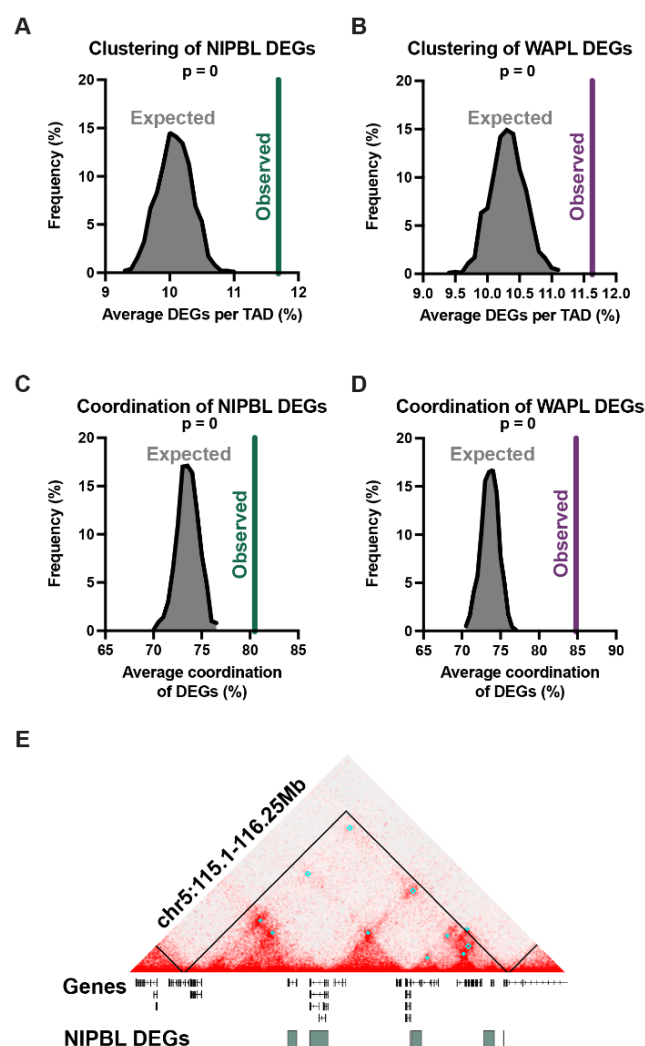 A
Clustering of NIPBL DEGs
p = 0
Expected
Observed
Frequency (%)
20
15
10
5
0
9 10 11 12
Average DEGs per TAD (%)
B
Clustering of WAPL DEGs
p = 0
Expected
Observed
Frequency (%)
20
15
10
5
0
9.0 9.5 10.0 10.5 11.0 11.5 12.0
Average DEGs per TAD (%)
C
Coordination of NIPBL DEGs
p = 0
Expected
Observed
Frequency (%)
20
15
10
5
0
65 70 75 80 85
Average coordination
of DEGs (%)
D
Coordination of WAPL DEGs
p = 0
Expected
Observed
Frequency (%)
20
15
10
5
0
65 70 75 80 85 90
Average coordination
of DEGs (%)
E
chr5:115.1-116.25Mb
Genes
NIPBL DEGs